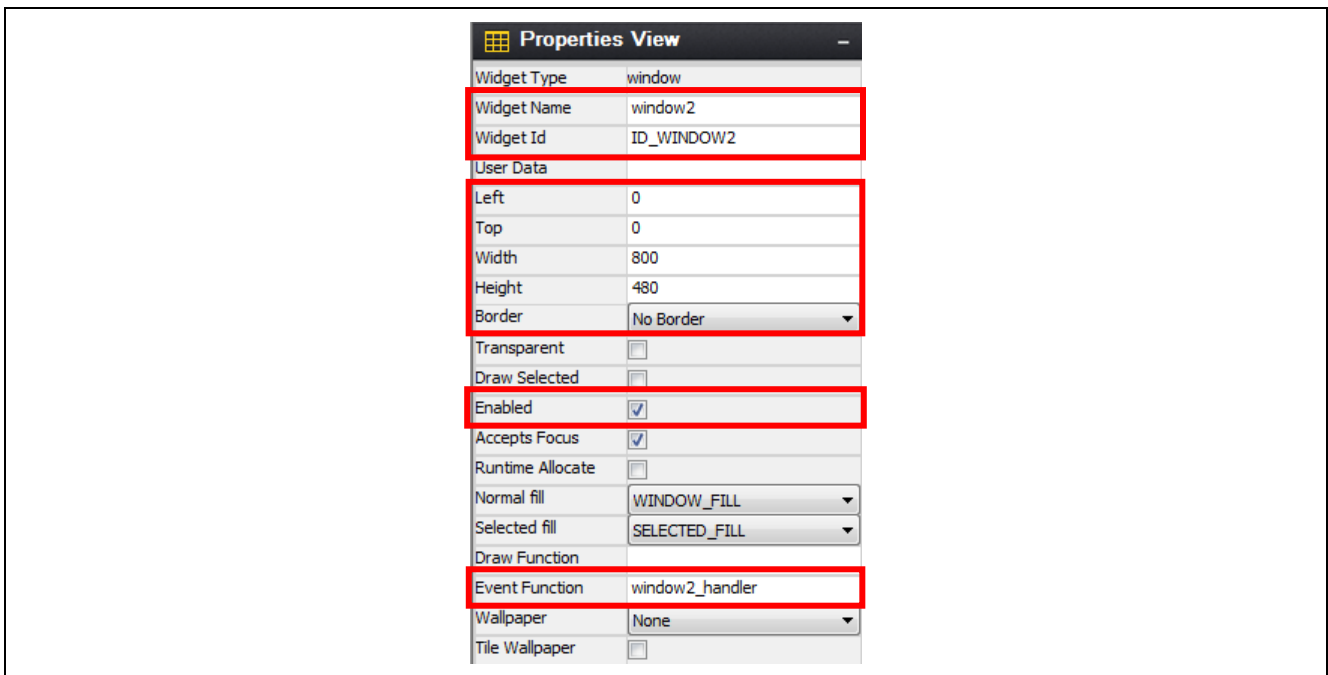 Properties View
Widget Type window
Widget Name window2
Widget Id ID_WINDOW2
User Data
Left 0
Top 0
Width 800
Height 480
Border No Border
Transparent
Draw Selected
Enabled
Accepts Focus
Runtime Allocate
Normal fill WINDOW_FILL
Selected fill SELECTED_FILL
Draw Function
Event Function window2_handler
Wallpaper None
Tile Wallpaper